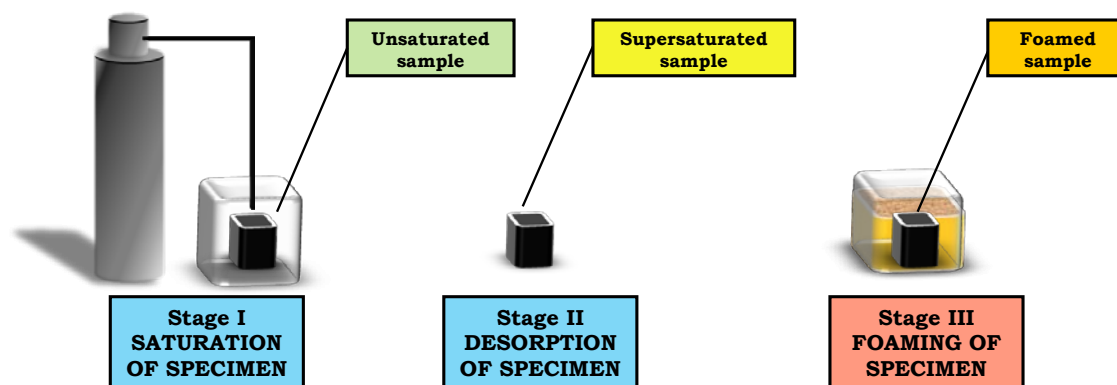 Unsaturated
sample
Supersaturated
sample
Foamed
sample
Stage I
SATURATION
OF SPECIMEN
Stage II
DESORPTION
OF SPECIMEN
Stage III
FOAMING OF
SPECIMEN